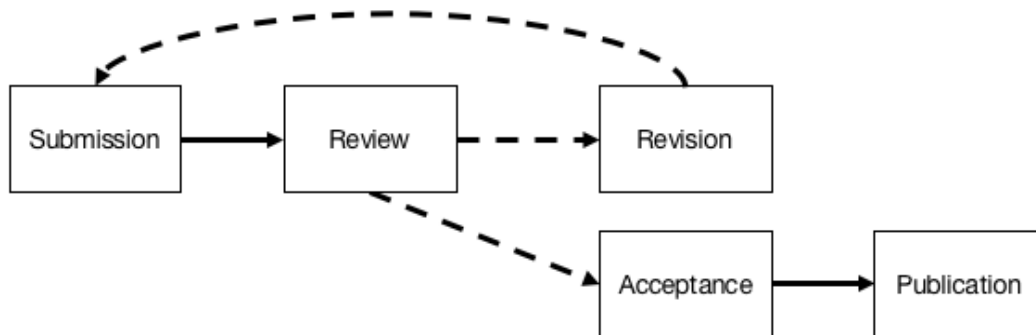 Submission
Review
Revision
Acceptance
Publication